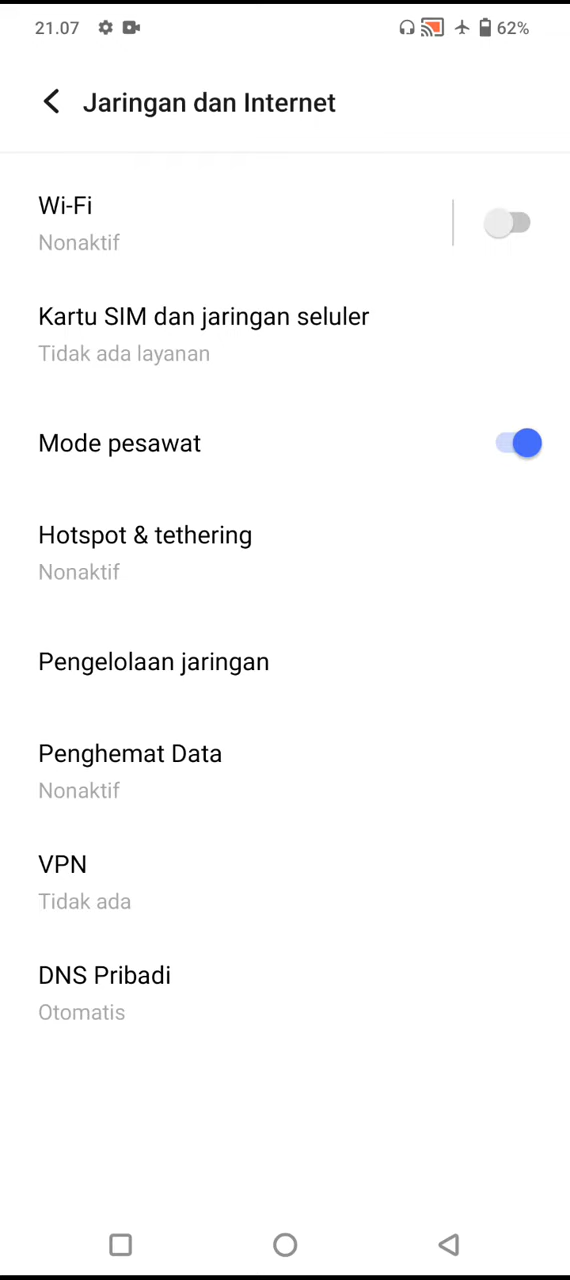 21.07 62%
Jaringan dan Internet
Wi-Fi
Nonaktif
Kartu SIM dan jaringan seluler
Tidak ada layanan
Mode pesawat
Hotspot & tethering
Nonaktif
Pengelolaan jaringan
Penghemat Data
Nonaktif
VPN
Tidak ada
DNS Pribadi
Otomatis